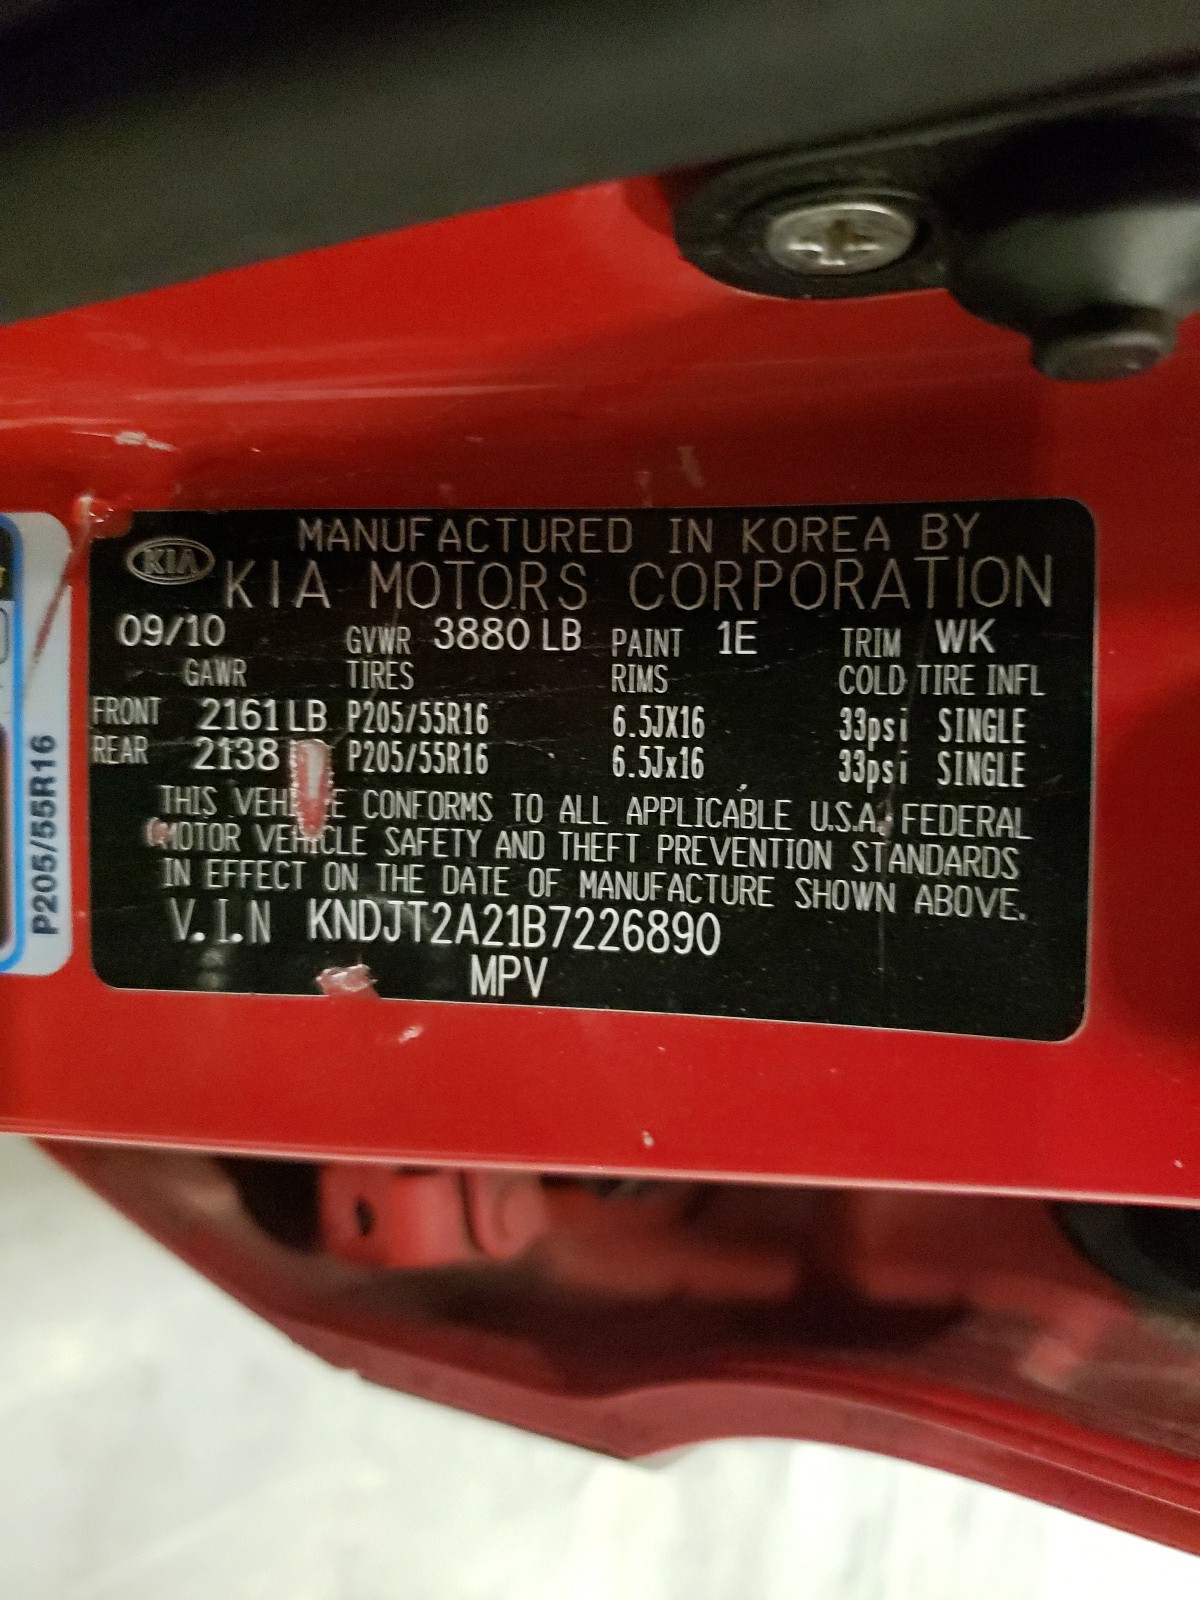 KIA
MANUFACTURED IN KOREA BY
KIA MOTORS CORPORATION
09/10 GVWR 3880 LB PAINT 1E TRIM WK
GAWR TIRES RIMS COLD TIRE INFL
FRONT 2161 LB P205/55R16 6.5JX16 33psi SINGLE
REAR 2138 P205/55R16 6.5Jx16 33psi SINGLE
THIS CONFORMS TO ALL APPLICABLE U.S.A. FEDERAL
MOTOR VEHICLE SAFETY AND THEFT PREVENTION STANDARDS
IN EFFECT ON THE DATE OF MANUFACTURE SHOWN ABOVE.
V.I.N KNDJT2A21B7226890
MPV
P205/55R16